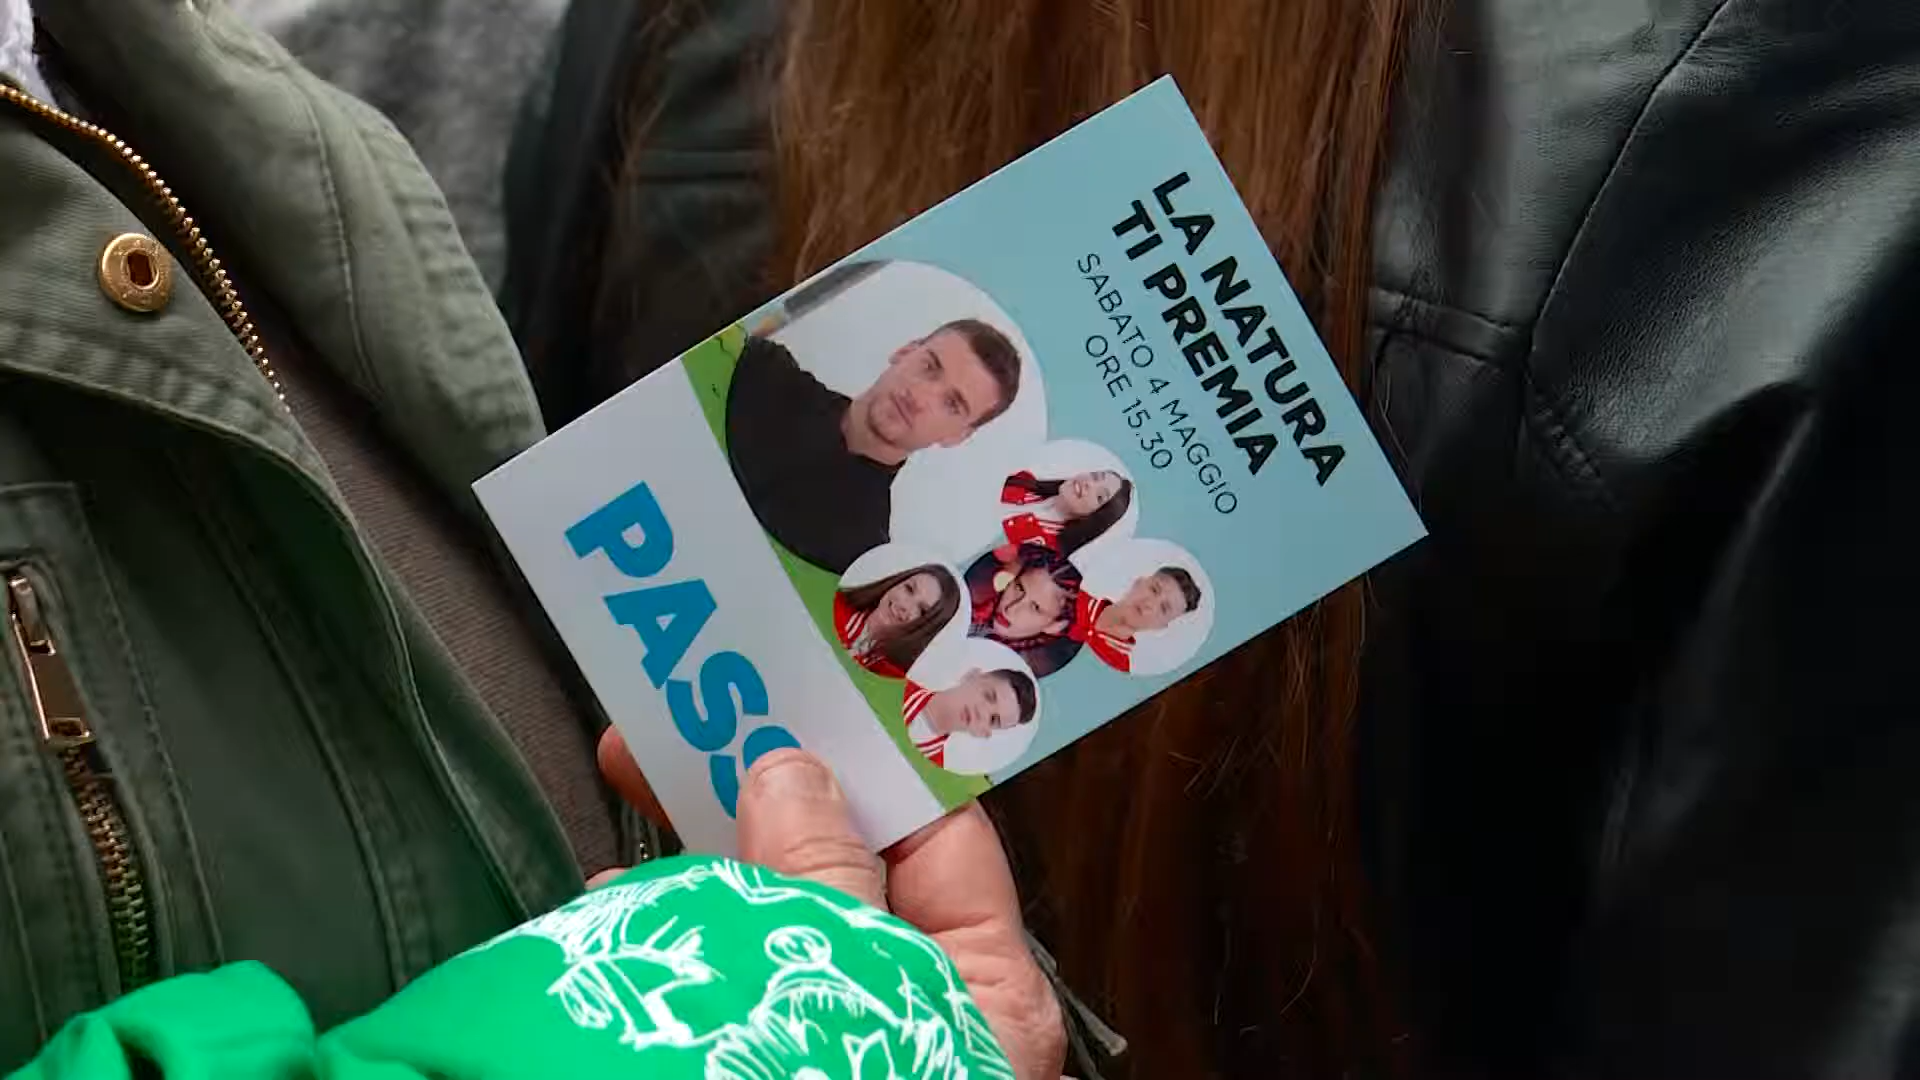 LA NATURA
TI PREMIA
SABATO 4 MAGGIO
ORE 15.30
PASS